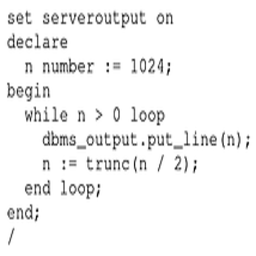 set serveroutput on
declare
  n number := 1024;
begin
  while n > 0 loop
    dbms_output.put_line(n);
    n := trunc(n / 2);
  end loop;
end;
/